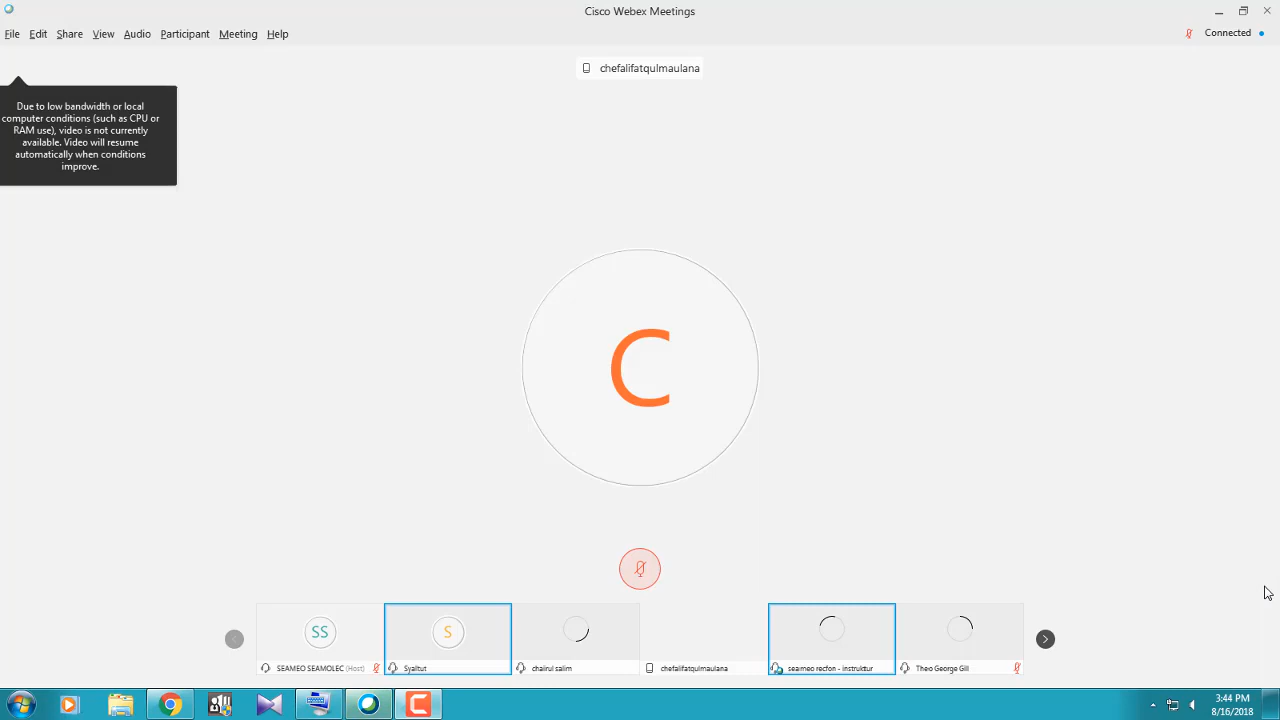 Cisco Webex Meetings
File Edit Share View Audio Participant Meeting Help
Connected
chefalifatqulmaulana
Due to low bandwidth or local
computer conditions (such as CPU or
RAM use), video is not currently
available. Video will resume
automatically when conditions
improve.
C
SS
S
SEAMEO SEAMOLEC (Host)
Syaltut
chairul salim
chefalifatqulmaulana
seameo recfon - instruktur
Theo George Gill
3:44 PM
8/16/2018